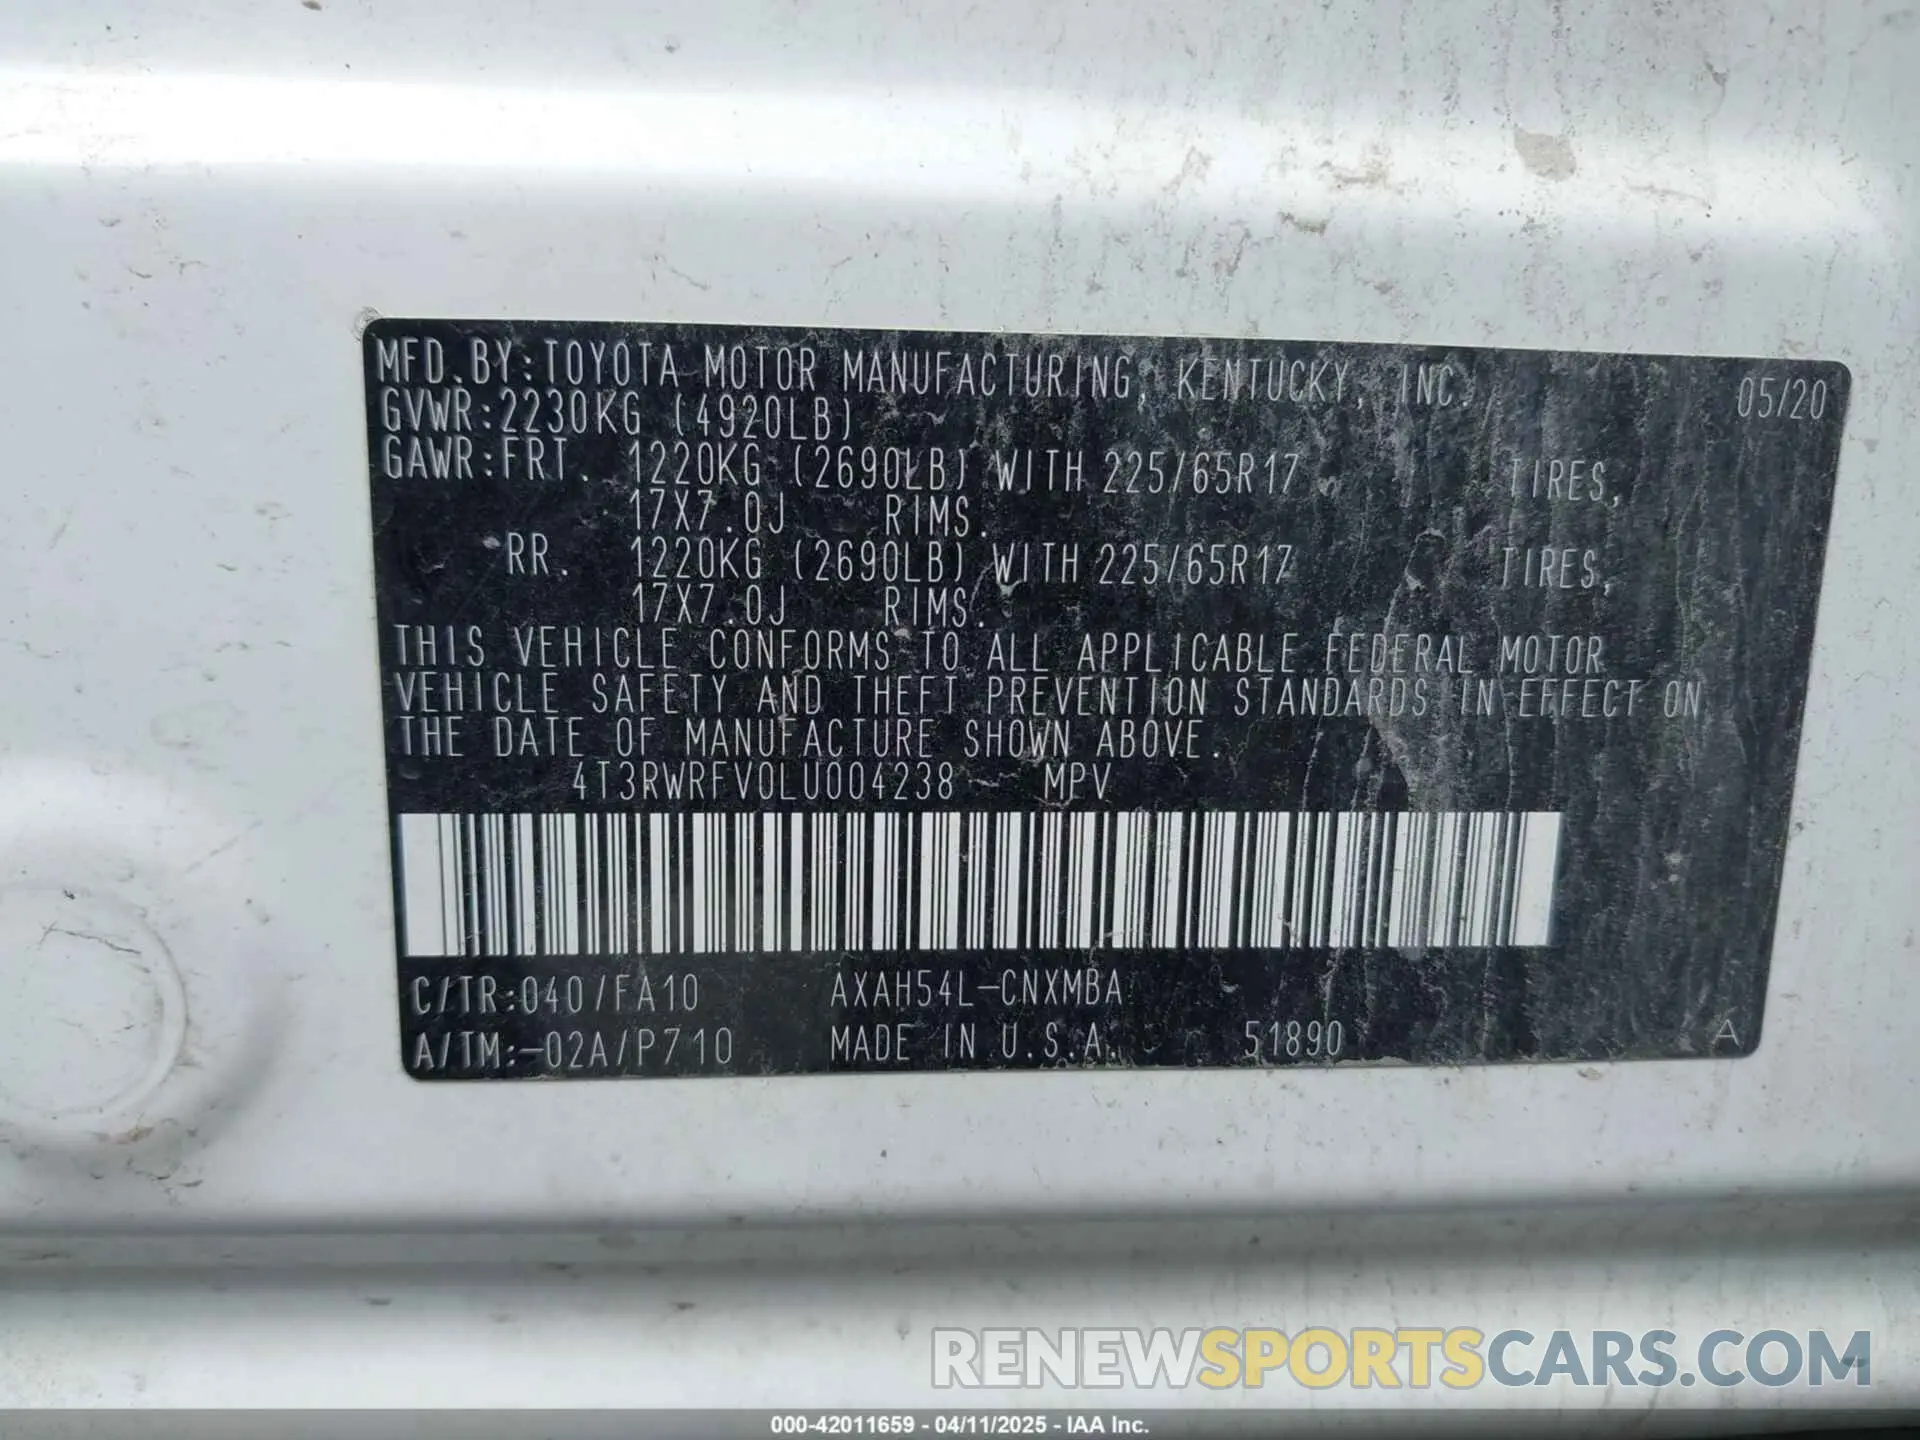 MFD.BY:TOYOTA MOTOR MANUFACTURING, KENTUCKY, INC. 05/20
GVWR:2230KG (4920LB)
GAWR:FRT. 1220KG (2690LB) WITH 225/65R17 TIRES,
17X7.0J RIMS.
RR. 1220KG (2690LB) WITH 225/65R17 TIRES,
17X7.0J RIMS.
THIS VEHICLE CONFORMS TO ALL APPLICABLE FEDERAL MOTOR
VEHICLE SAFETY AND THEFT PREVENTION STANDARDS IN EFFECT ON
THE DATE OF MANUFACTURE SHOWN ABOVE.
4T3RWRFV0LU004238 MPV
C/TR:040/FA10 AXAH54L-CNXMBA
A/TM:-02A/P710 MADE IN U.S.A. 51890 A
RENEWSPORTSCARS.COM
000-42011659 - 04/11/2025 - IAA Inc.